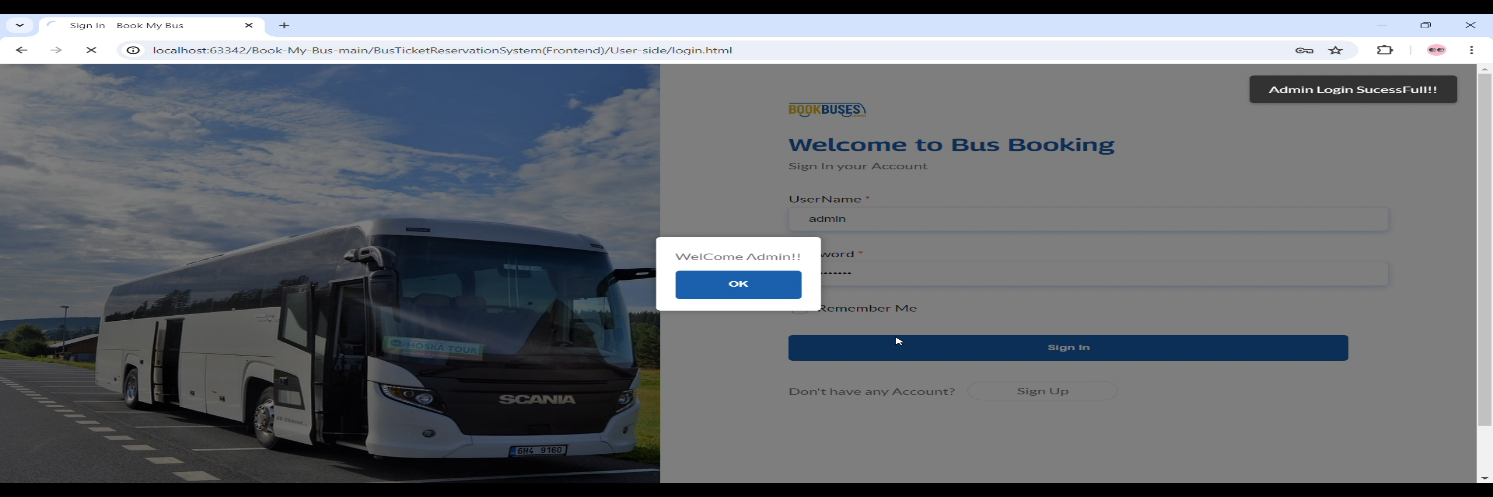 Sign In Book My Bus
localhost:63342/Book-My-Bus-main/BusTicketReservationSystem(Frontend)/User-side/login.html
Admin Login SucessFull!!
BOOKBUSES
Welcome to Bus Booking
Sign In your Account
UserName *
admin
word *
WelCome Admin!!
OK
Remember Me
Sign In
Don't have any Account?
Sign Up
HOSKA TOUR
SCANIA
6H4 9160